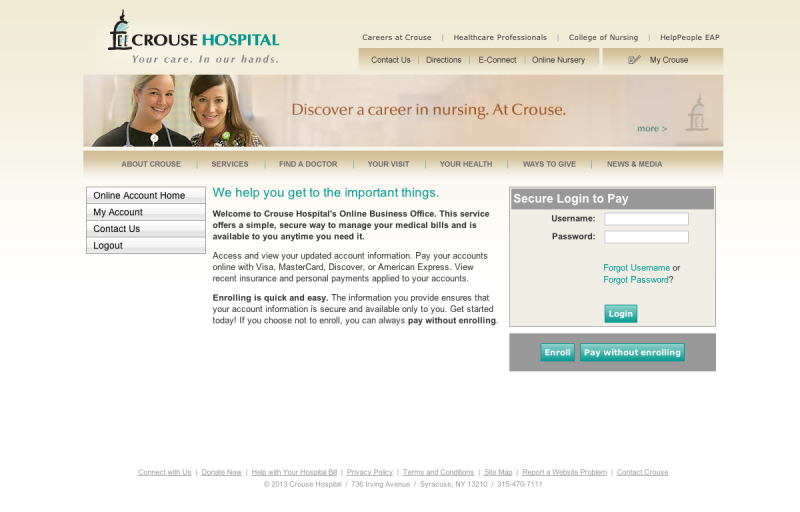 CROUSE HOSPITAL
Your care. In our hands.
Careers at Crouse | Healthcare Professionals | College of Nursing | HelpPeople EAP
Contact Us | Directions | E-Connect | Online Nursery
My Crouse
Discover a career in nursing. At Crouse.
more >
ABOUT CROUSE | SERVICES | FIND A DOCTOR | YOUR VISIT | YOUR HEALTH | WAYS TO GIVE | NEWS & MEDIA
Online Account Home
My Account
Contact Us
Logout
We help you get to the important things.
Welcome to Crouse Hospital's Online Business Office. This service
offers a simple, secure way to manage your medical bills and is
available to you anytime you need it.
Access and view your updated account information. Pay your accounts
online with Visa, MasterCard, Discover, or American Express. View
recent insurance and personal payments applied to your accounts.
Enrolling is quick and easy. The information you provide ensures that
your account information is secure and available only to you. Get started
today! If you choose not to enroll, you can always pay without enrolling.
Secure Login to Pay
Username:
Password:
Forgot Username or
Forgot Password?
Login
Enroll
Pay without enrolling
Connect with Us | Donate Now | Help with Your Hospital Bill | Privacy Policy | Terms and Conditions | Site Map | Report a Website Problem | Contact Crouse
© 2013 Crouse Hospital / 736 Irving Avenue / Syracuse, NY 13210 / 315-470-7111